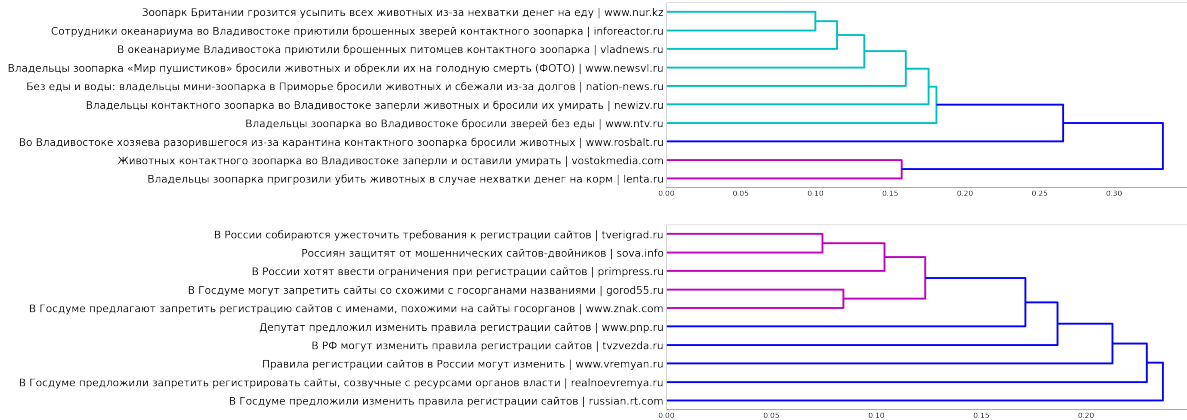 Зоопарк Британии грозится усыпить всех животных из-за нехватки денег на еду | www.nur.kz
Сотрудники океанариума во Владивостоке приютили брошенных зверей контактного зоопарка | inforeactor.ru
В океанариуме Владивостока приютили брошенных питомцев контактного зоопарка | vladnews.ru
Владельцы зоопарка «Мир пушистиков» бросили животных и обрекли их на голодную смерть (ФОТО) | www.newsvl.ru
Без еды и воды: владельцы мини-зоопарка в Приморье бросили животных и сбежали из-за долгов | nation-news.ru
Владельцы контактного зоопарка во Владивостоке заперли животных и бросили их умирать | newizv.ru
Владельцы зоопарка во Владивостоке бросили зверей без еды | www.ntv.ru
Во Владивостоке хозяева разорившегося из-за карантина контактного зоопарка бросили животных | www.rosbalt.ru
Животных контактного зоопарка во Владивостоке заперли и оставили умирать | vostokmedia.com
Владельцы зоопарка пригрозили убить животных в случае нехватки денег на корм | lenta.ru
0.00 0.05 0.10 0.15 0.20 0.25 0.30
В России собираются ужесточить требования к регистрации сайтов | tverigrad.ru
Россиян защитят от мошеннических сайтов-двойников | sova.info
В России хотят ввести ограничения при регистрации сайтов | primpress.ru
В Госдуме могут запретить сайты со схожими с госорганами названиями | gorod55.ru
В Госдуме предлагают запретить регистрацию сайтов с именами, похожими на сайты госорганов | www.znak.com
Депутат предложил изменить правила регистрации сайтов | www.pnp.ru
В РФ могут изменить правила регистрации сайтов | tvzvezda.ru
Правила регистрации сайтов в России могут изменить | www.vremyan.ru
В Госдуме предложили запретить регистрировать сайты, созвучные с ресурсами органов власти | realnoevremya.ru
В Госдуме предложили изменить правила регистрации сайтов | russian.rt.com
0.00 0.05 0.10 0.15 0.20